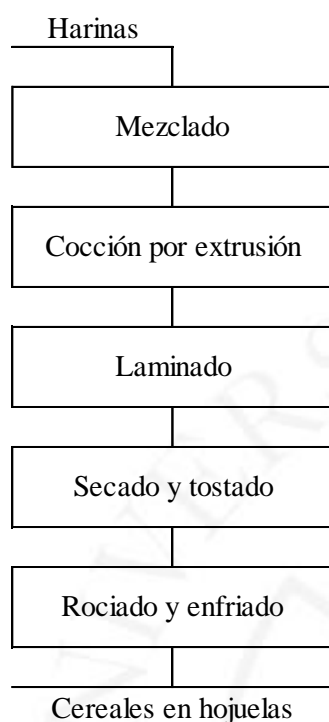 Harinas
Mezclado
Cocción por extrusión
Laminado
Secado y tostado
Rociado y enfriado
Cereales en hojuelas